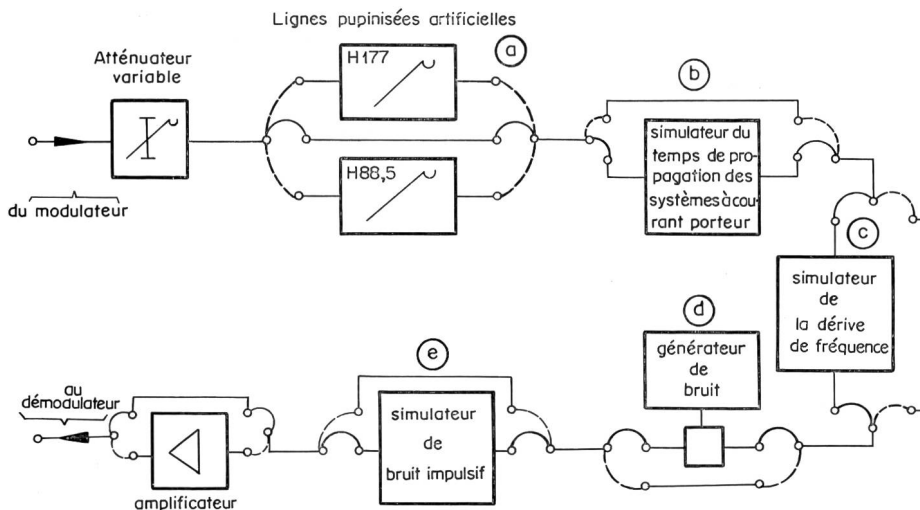 Lignes pupinisées artificielles
a
Atténuateur
variable
H177
b
simulateur du
temps de pro-
pagation des
systèmes à cou-
rant porteur
du modulateur
H88,5
c
simulateur
de
la dérive
de fréquence
d
générateur
de
bruit
e
au
démodulateur
simulateur
de
bruit impulsif
amplificateur